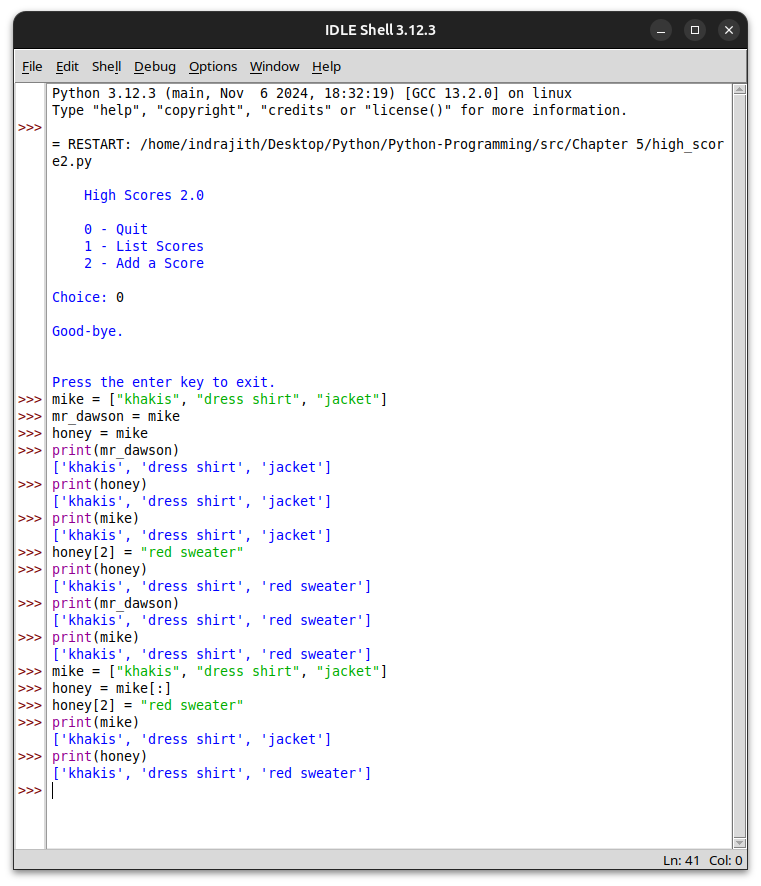 IDLE Shell 3.12.3
File Edit Shell Debug Options Window Help
Python 3.12.3 (main, Nov  6 2024, 18:32:19) [GCC 13.2.0] on linux
Type "help", "copyright", "credits" or "license()" for more information.
>>>
= RESTART: /home/indrajith/Desktop/Python/Python-Programming/src/Chapter 5/high_scor
e2.py
High Scores 2.0
0 - Quit
1 - List Scores
2 - Add a Score
Choice: 0
Good-bye.
Press the enter key to exit.
>>> mike = ["khakis", "dress shirt", "jacket"]
>>> mr_dawson = mike
>>> honey = mike
>>> print(mr_dawson)
['khakis', 'dress shirt', 'jacket']
>>> print(honey)
['khakis', 'dress shirt', 'jacket']
>>> print(mike)
['khakis', 'dress shirt', 'jacket']
>>> honey[2] = "red sweater"
>>> print(honey)
['khakis', 'dress shirt', 'red sweater']
>>> print(mr_dawson)
['khakis', 'dress shirt', 'red sweater']
>>> print(mike)
['khakis', 'dress shirt', 'red sweater']
>>> mike = ["khakis", "dress shirt", "jacket"]
>>> honey = mike[:]
>>> honey[2] = "red sweater"
>>> print(mike)
['khakis', 'dress shirt', 'jacket']
>>> print(honey)
['khakis', 'dress shirt', 'red sweater']
>>>
Ln: 41 Col: 0